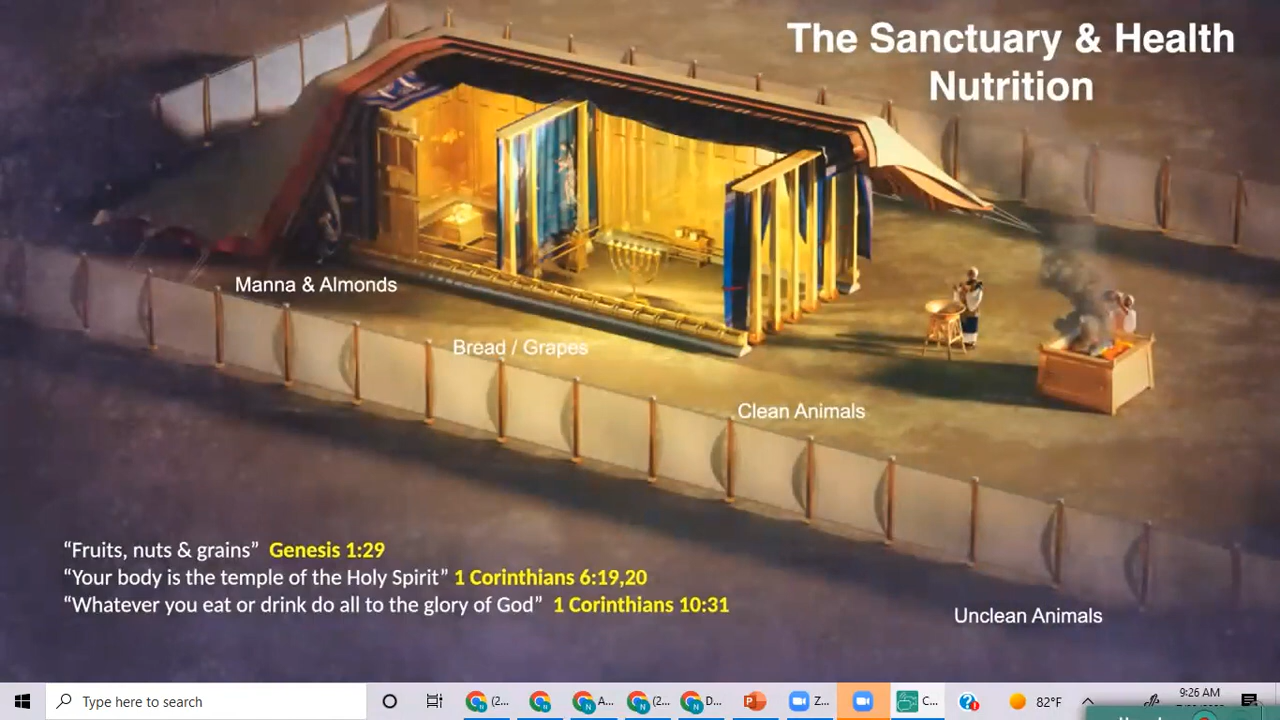 The Sanctuary & Health
Nutrition
Manna & Almonds
Bread / Grapes
Clean Animals
“Fruits, nuts & grains” Genesis 1:29
“Your body is the temple of the Holy Spirit” 1 Corinthians 6:19,20
“Whatever you eat or drink do all to the glory of God” 1 Corinthians 10:31
Unclean Animals
Type here to search
(2...
A...
(2...
D...
Z...
C...
82°F
9:26 AM